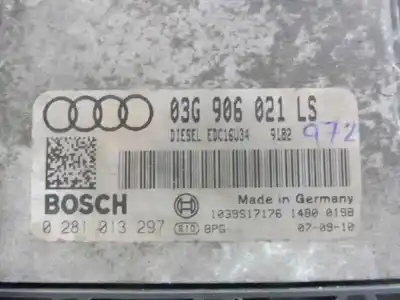 03G 906 021 LS
DIESEL EDC16U34 9182
972
BOSCH
Made in Germany
0 281 013 297
1039S17176 1480 0198
E10 BPG
07-09-10